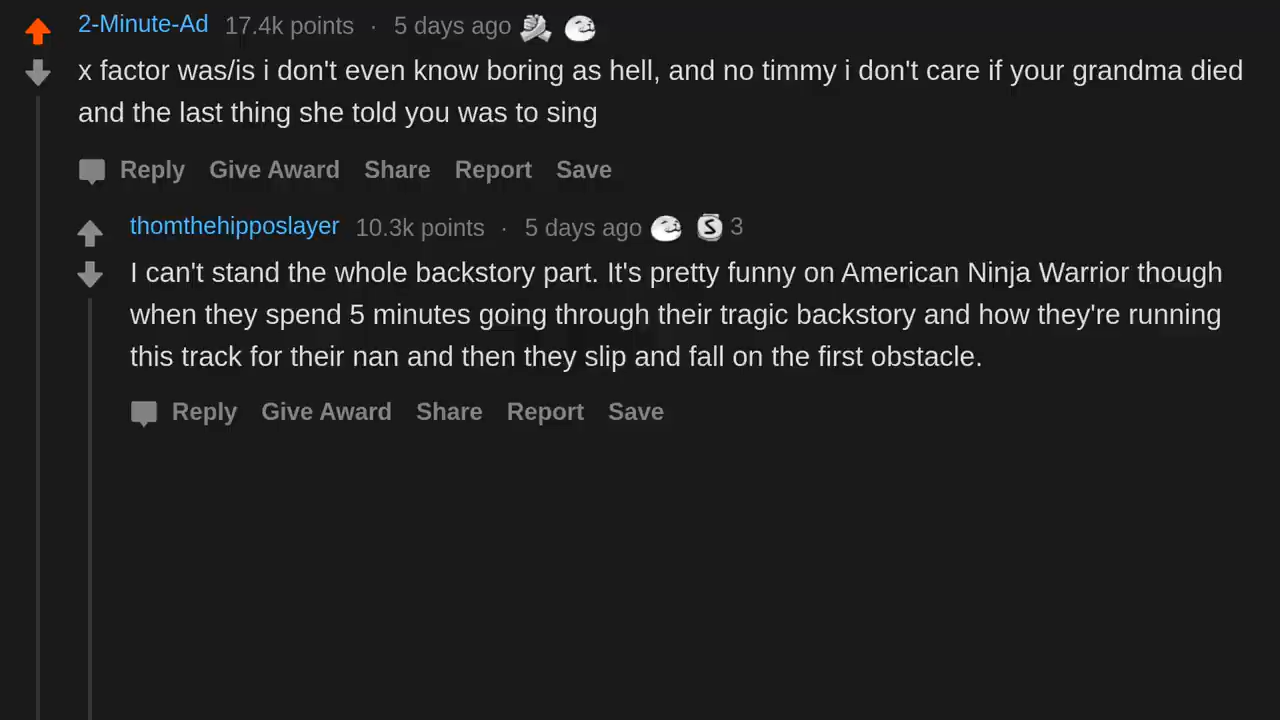 2-Minute-Ad 17.4k points · 5 days ago
x factor was/is i don't even know boring as hell, and no timmy i don't care if your grandma died
and the last thing she told you was to sing
Reply Give Award Share Report Save
thomthehipposlayer 10.3k points · 5 days ago S 3
I can't stand the whole backstory part. It's pretty funny on American Ninja Warrior though
when they spend 5 minutes going through their tragic backstory and how they're running
this track for their nan and then they slip and fall on the first obstacle.
Reply Give Award Share Report Save